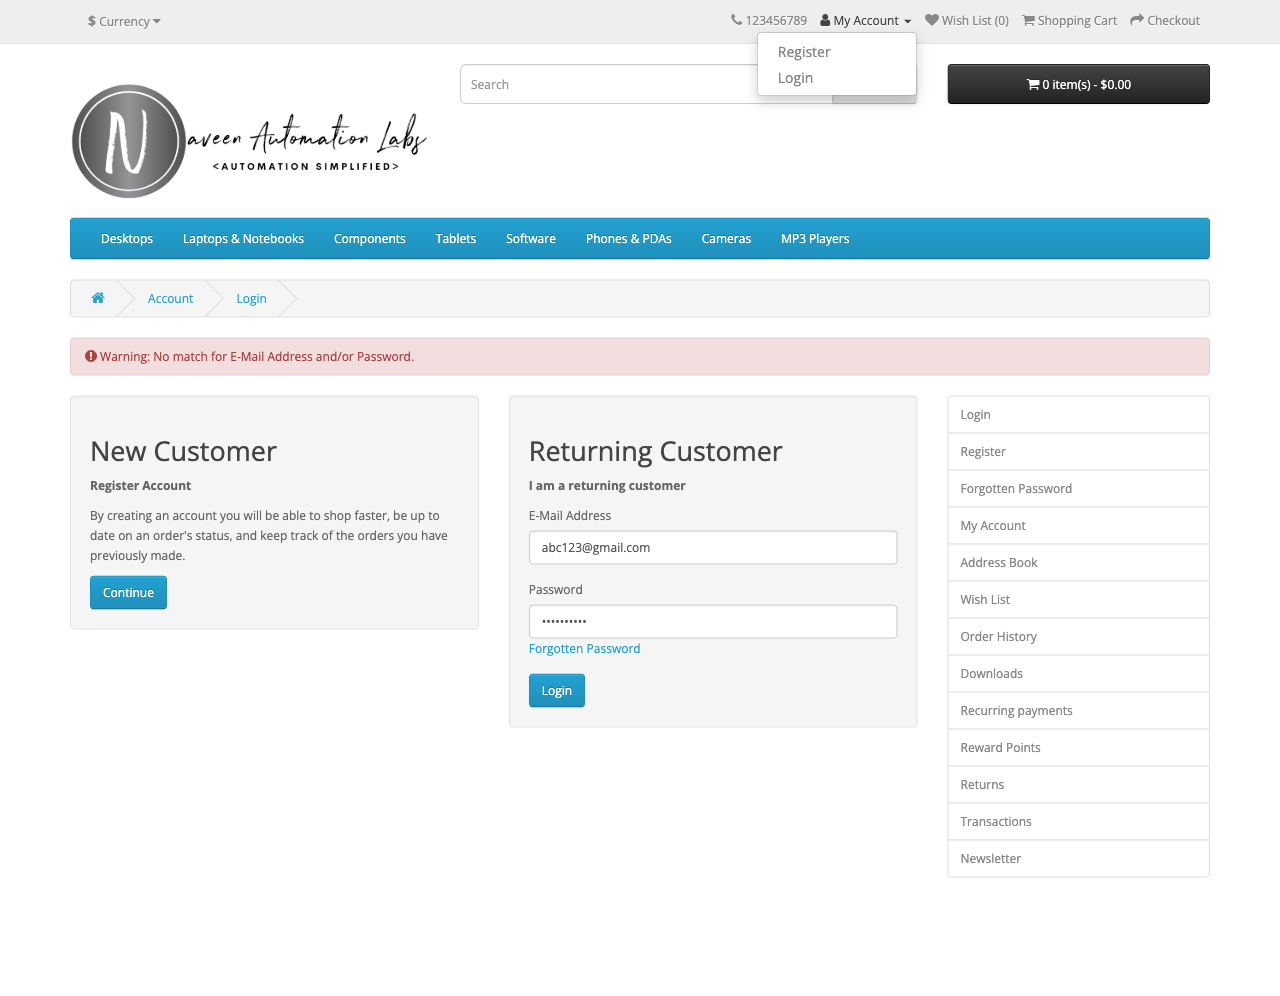 $ Currency
123456789 My Account Wish List (0) Shopping Cart Checkout
Register
Login
Search
0 item(s) - $0.00
N aveen Automation Labs
<AUTOMATION SIMPLIFIED>
Desktops Laptops & Notebooks Components Tablets Software Phones & PDAs Cameras MP3 Players
Account Login
Warning: No match for E-Mail Address and/or Password.
New Customer
Register Account
By creating an account you will be able to shop faster, be up to
date on an order's status, and keep track of the orders you have
previously made.
Continue
Returning Customer
I am a returning customer
E-Mail Address
abc123@gmail.com
Password
••••••••••
Forgotten Password
Login
Login
Register
Forgotten Password
My Account
Address Book
Wish List
Order History
Downloads
Recurring payments
Reward Points
Returns
Transactions
Newsletter